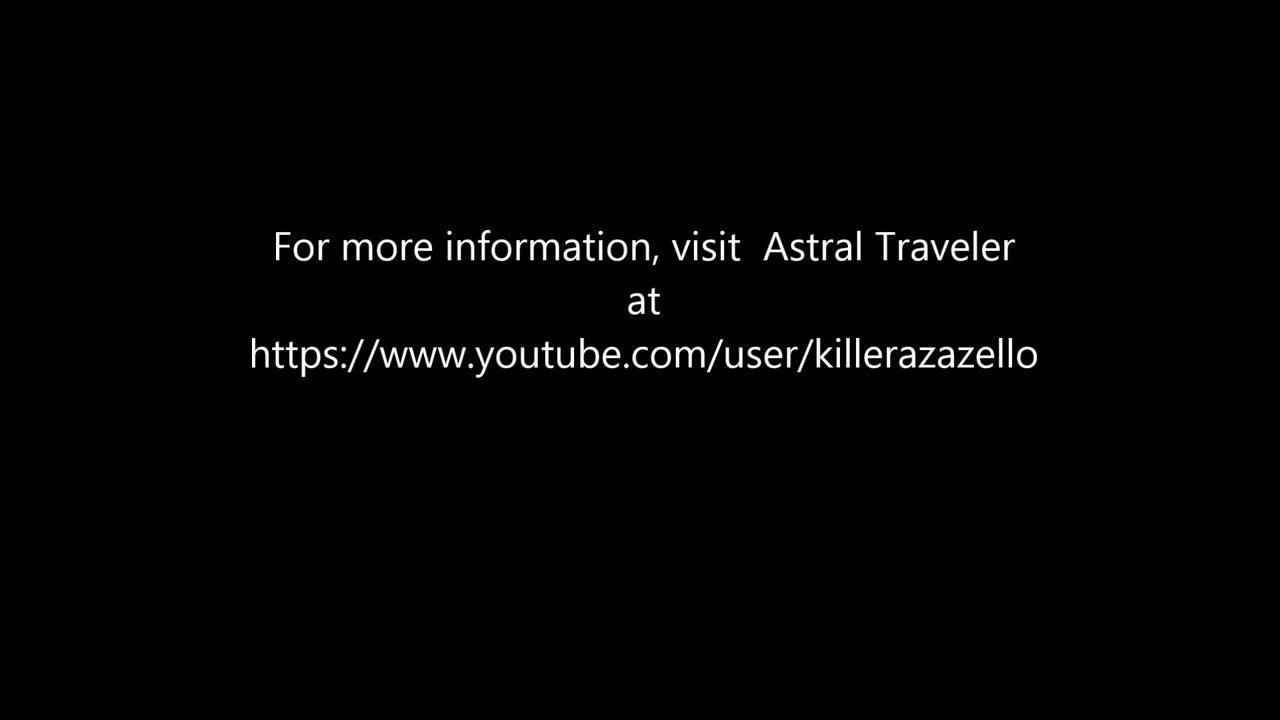 For more information, visit  Astral Traveler
at
https://www.youtube.com/user/killerazazello